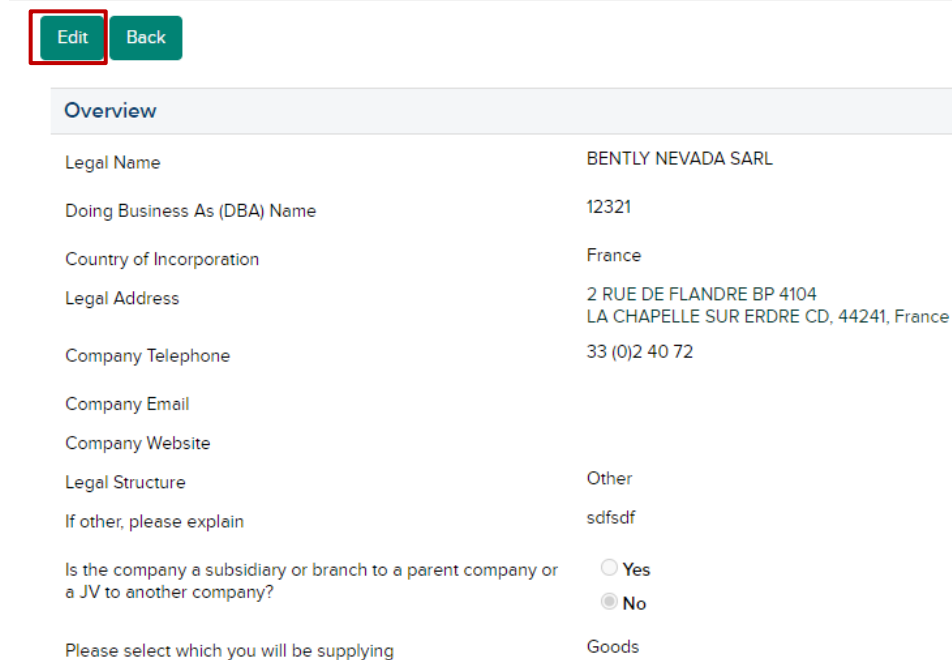 Edit Back
Overview
Legal Name BENTLY NEVADA SARL
Doing Business As (DBA) Name 12321
Country of Incorporation France
Legal Address 2 RUE DE FLANDRE BP 4104
LA CHAPELLE SUR ERDRE CD, 44241, France
Company Telephone 33 (0)2 40 72
Company Email
Company Website
Legal Structure Other
If other, please explain sdfsdf
Is the company a subsidiary or branch to a parent company or Yes
a JV to another company?
No
Please select which you will be supplying Goods